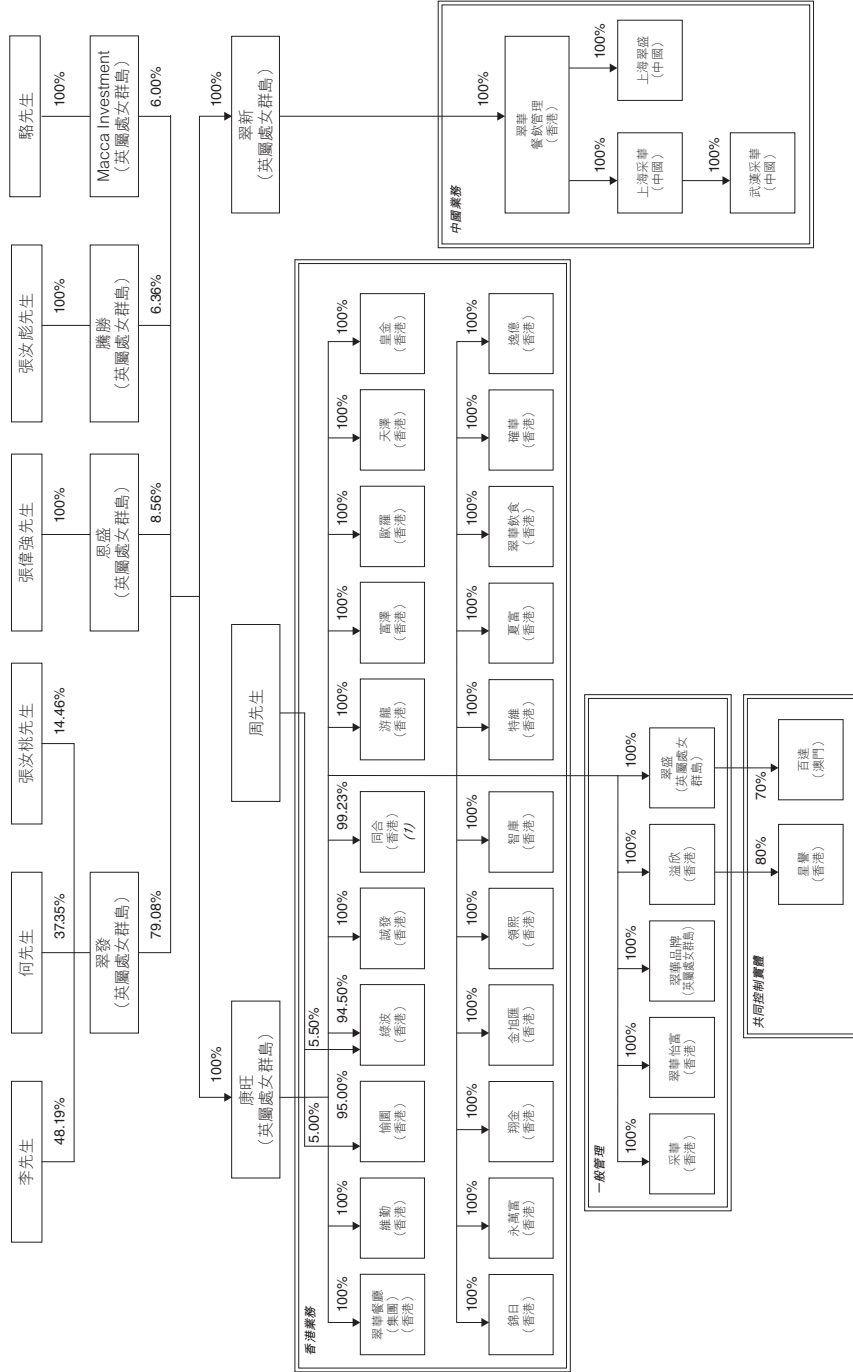 李先生
何先生
張汝桃先生
張偉強先生
張汝彪先生
駱先生
48.19%
37.35%
14.46%
100%
100%
100%
翠發
(英屬處女群島)
恩盛
(英屬處女群島)
騰勝
(英屬處女群島)
Macca Investment
(英屬處女群島)
79.08%
8.56%
6.36%
6.00%
100%
100%
康旺
(英屬處女群島)
周先生
翠新
(英屬處女群島)
香港業務
5.00%
5.50%
100%
100%
95.00%
94.50%
100%
99.23%
100%
100%
100%
100%
100%
翠華餐廳
(集團)
(香港)
維勤
(香港)
愉園
(香港)
綠波
(香港)
誠發
(香港)
同合
(香港)
(1)
游龍
(香港)
富澤
(香港)
歐羅
(香港)
天澤
(香港)
皇金
(香港)
100%
100%
100%
100%
100%
100%
100%
100%
100%
100%
100%
錦日
(香港)
永萬富
(香港)
翔金
(香港)
金旭匯
(香港)
領熙
(香港)
智庫
(香港)
特維
(香港)
夏富
(香港)
翠華飲食
(香港)
確華
(香港)
逸億
(香港)
中國業務
100%
翠華
餐飲管理
(香港)
100%
100%
上海采華
(中國)
上海翠盛
(中國)
100%
武漢采華
(中國)
一般管理
100%
100%
100%
100%
100%
采華
(香港)
翠華怡富
(香港)
翠華品牌
(英屬處女群島)
溢欣
(香港)
翠盛
(英屬處女
群島)
共同控制實體
80%
70%
星譽
(香港)
百達
(澳門)